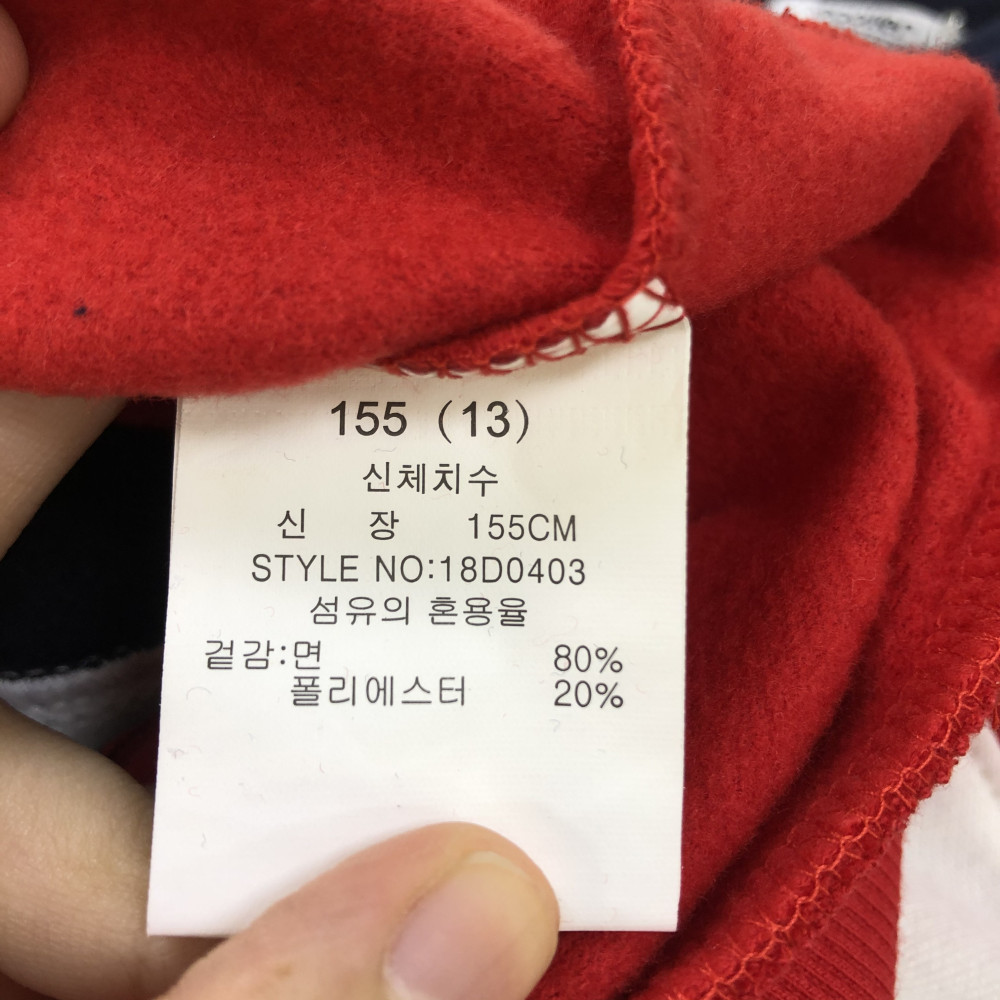 155 (13)
신체치수
신 장 155CM
STYLE NO:18D0403
섬유의 혼용율
겉감:면 80%
폴리에스터 20%